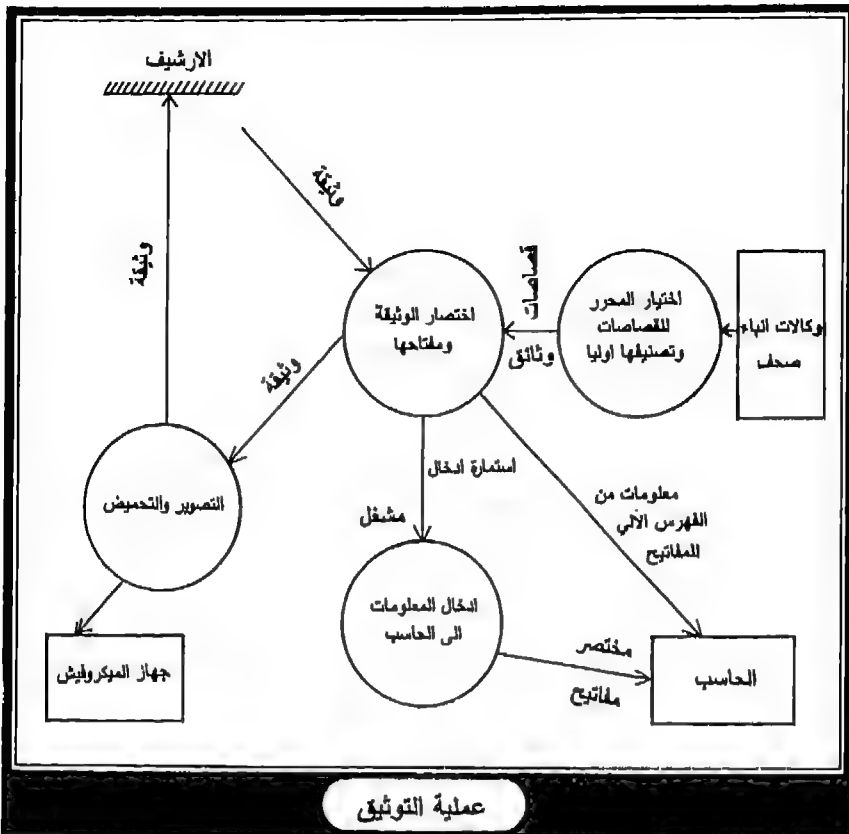 الارشيف
وثيقة
وثيقة
قصاصات
وثائق
اختيار المحرر
للقصاصات
وتصنيفها اوليا
وكالات انباء
صحف
اختصار الوثيقة
ومفتاحها
وثيقة
التصوير والتحميض
استمارة ادخال
مشغل
معلومات من
الفهرس الآلي
للمفاتيح
ادخال المعلومات
الى الحاسب
مختصر
مفاتيح
الحاسب
جهاز الميكروفيش
عملية التوثيق